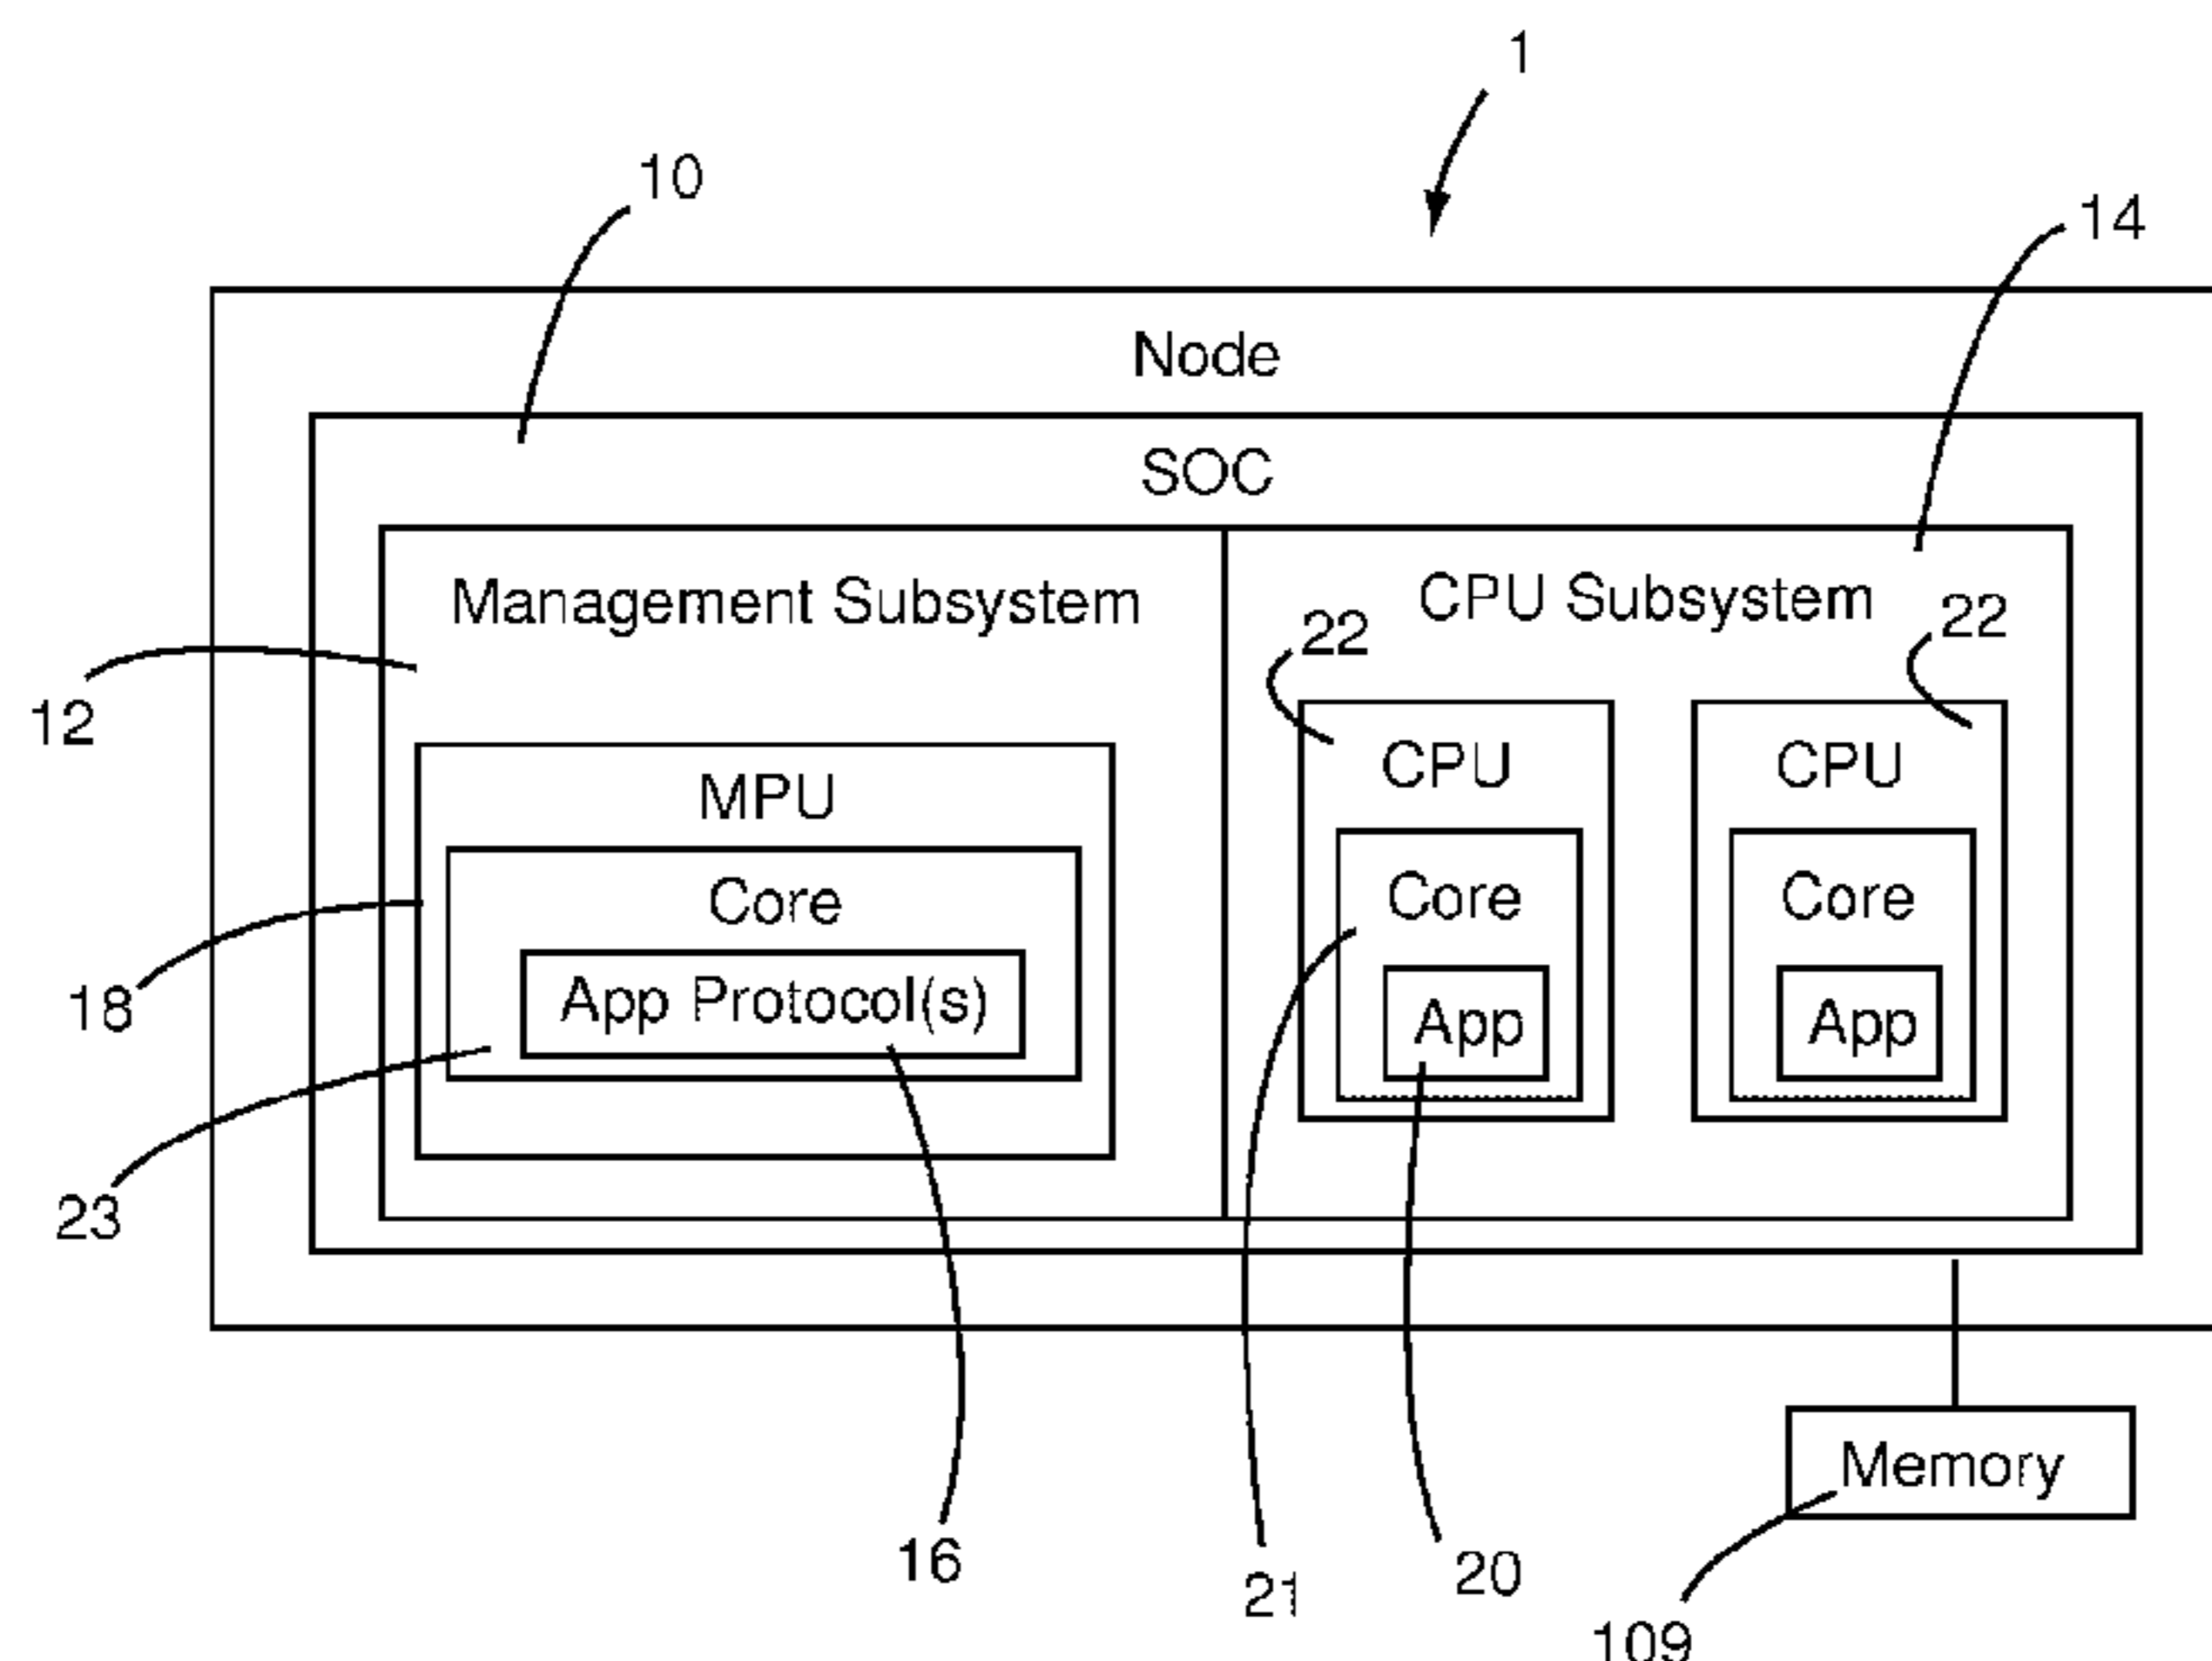 1
10
14
Node
SOC
Management Subsystem
CPU Subsystem
22
22
12
MPU
CPU
CPU
Core
Core
Core
18
App Protocol(s)
App
App
23
Memory
16
21
20
109